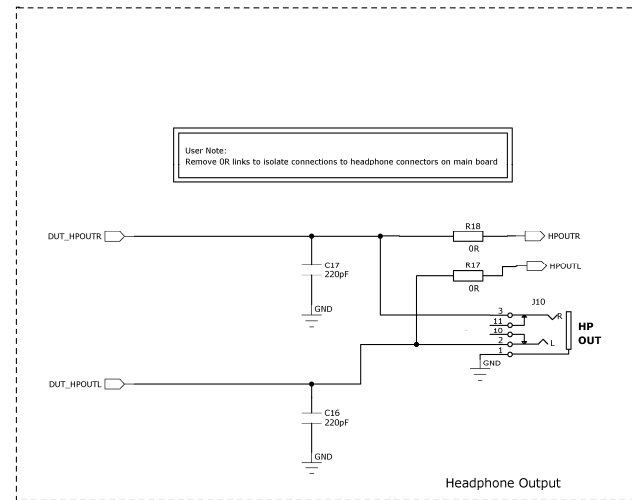 User Note:
Remove 0R links to isolate connections to headphone connectors on main board
R18
DUT_HPOUTR
HPOUTR
0R
R17
HPOUTL
C17
220pF
0R
GND
J10
3
R
11
10
HP
OUT
2
L
1
GND
DUT_HPOUTL
C16
220pF
GND
Headphone Output